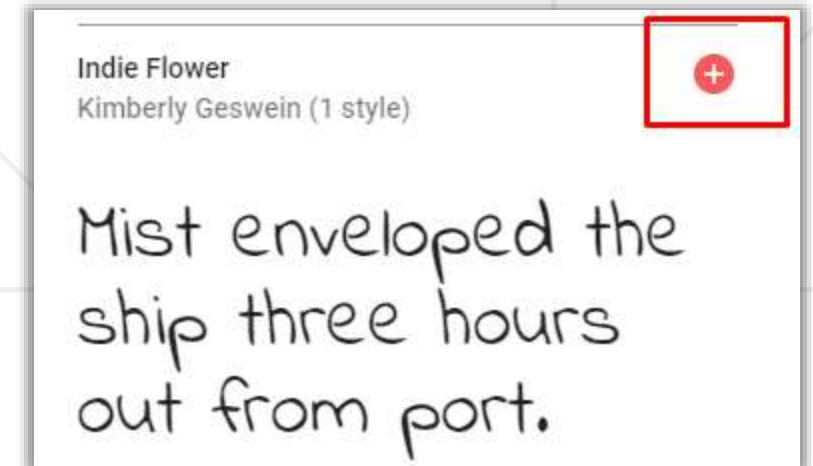 Indie Flower
Kimberly Geswein (1 style)
Mist enveloped the
ship three hours
out from port.